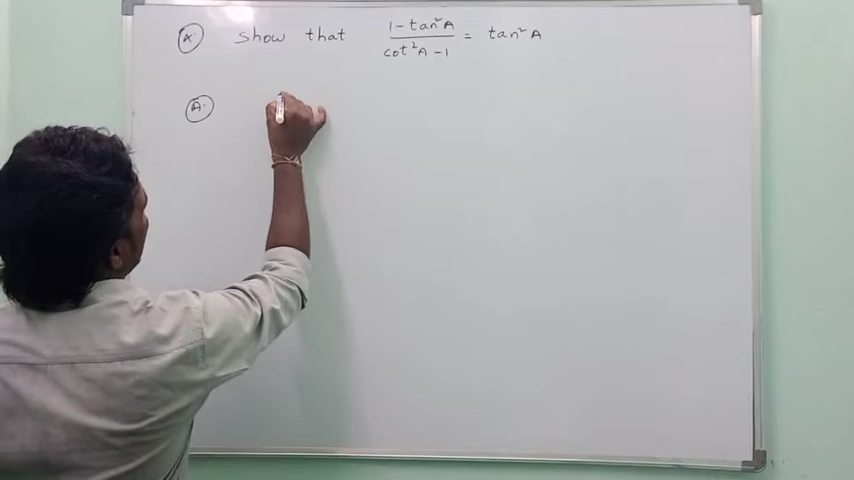 Q. Show that (1 - tan²A) / (cot²A - 1) = tan²A
A.